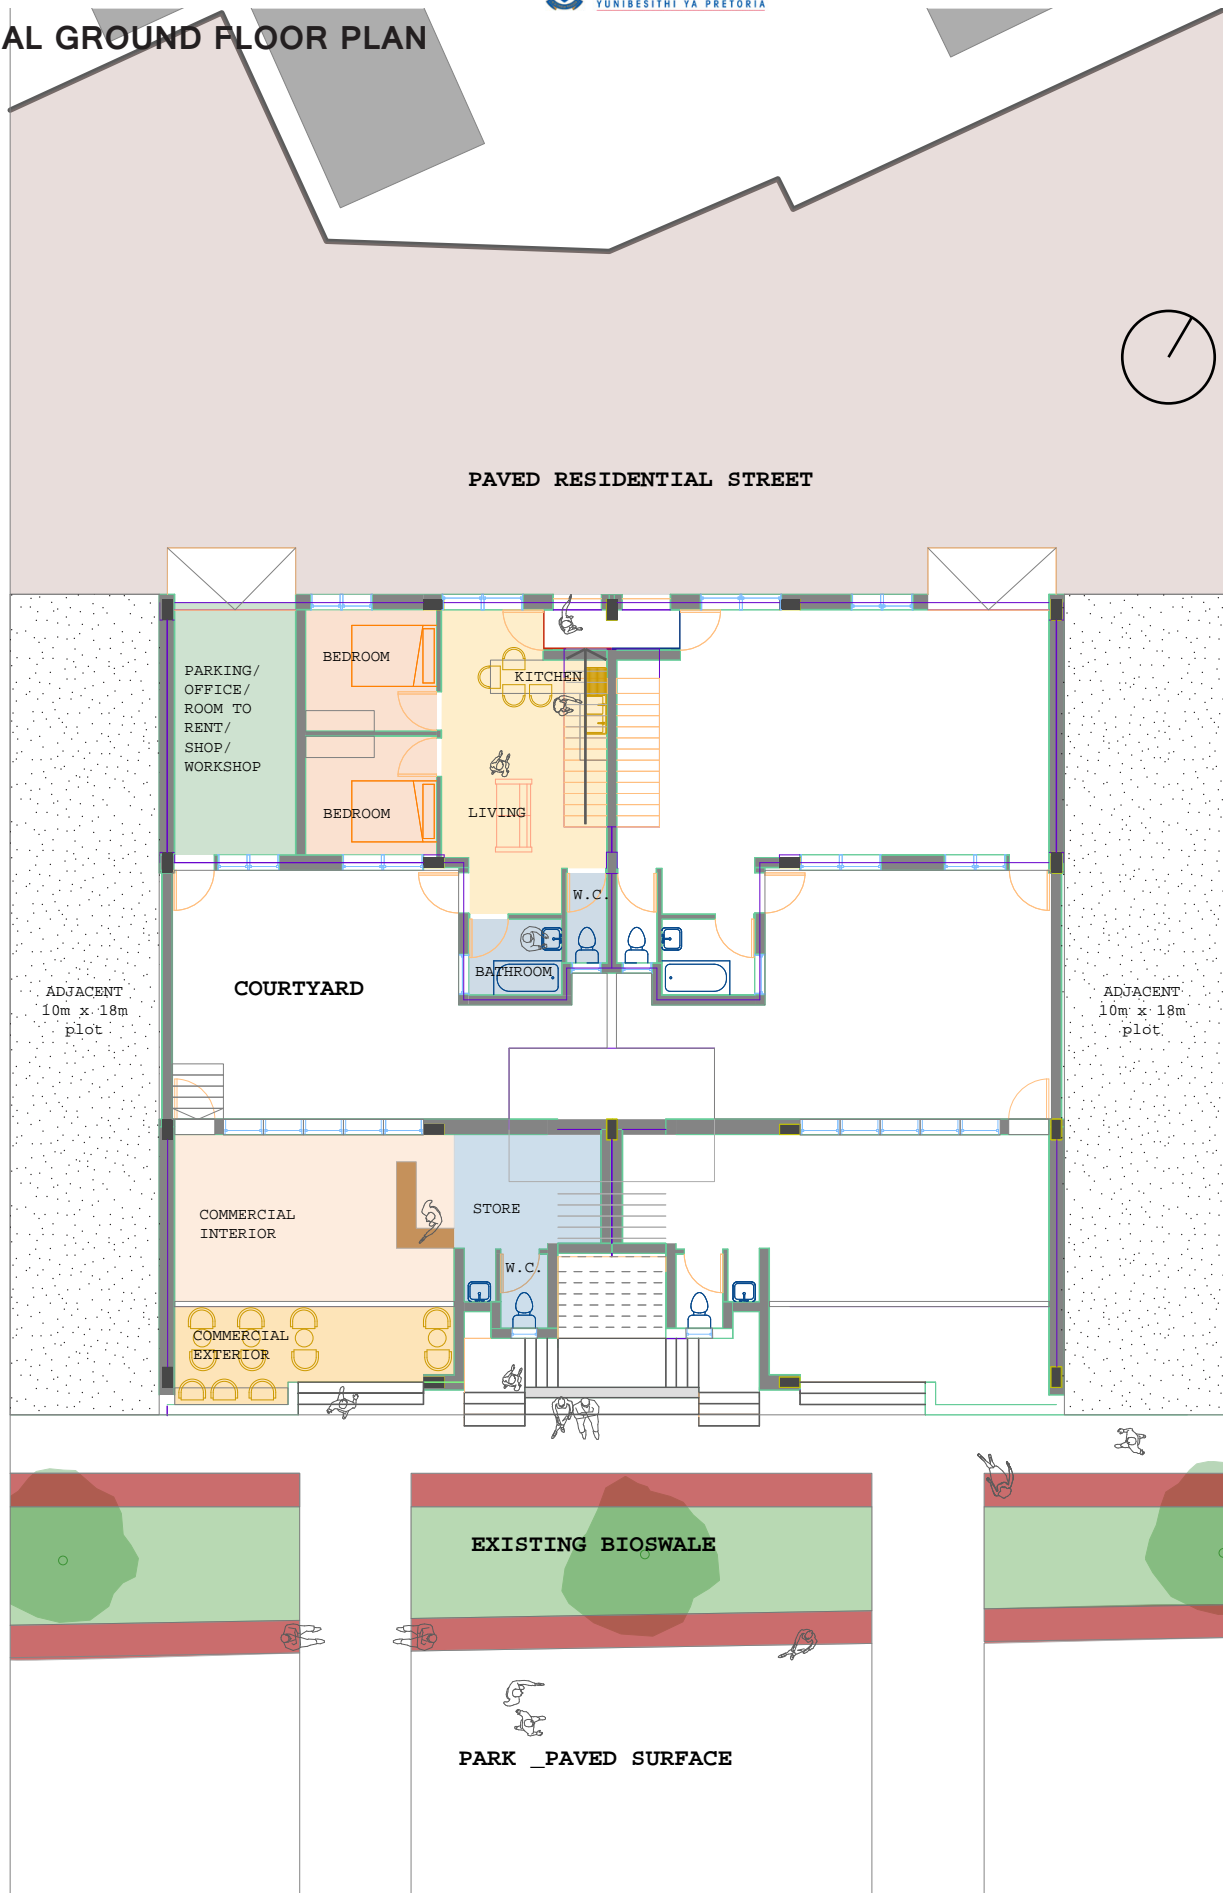 YUNIBESITHI YA PRETORIA
AL GROUND FLOOR PLAN
PAVED RESIDENTIAL STREET
PARKING/
OFFICE/
ROOM TO
RENT/
SHOP/
WORKSHOP
BEDROOM
KITCHEN
BEDROOM
LIVING
W.C.
BATHROOM
COURTYARD
ADJACENT
10m x 18m
plot
ADJACENT
10m x 18m
plot
COMMERCIAL
INTERIOR
STORE
W.C.
COMMERCIAL
EXTERIOR
EXISTING BIOSWALE
PARK _PAVED SURFACE